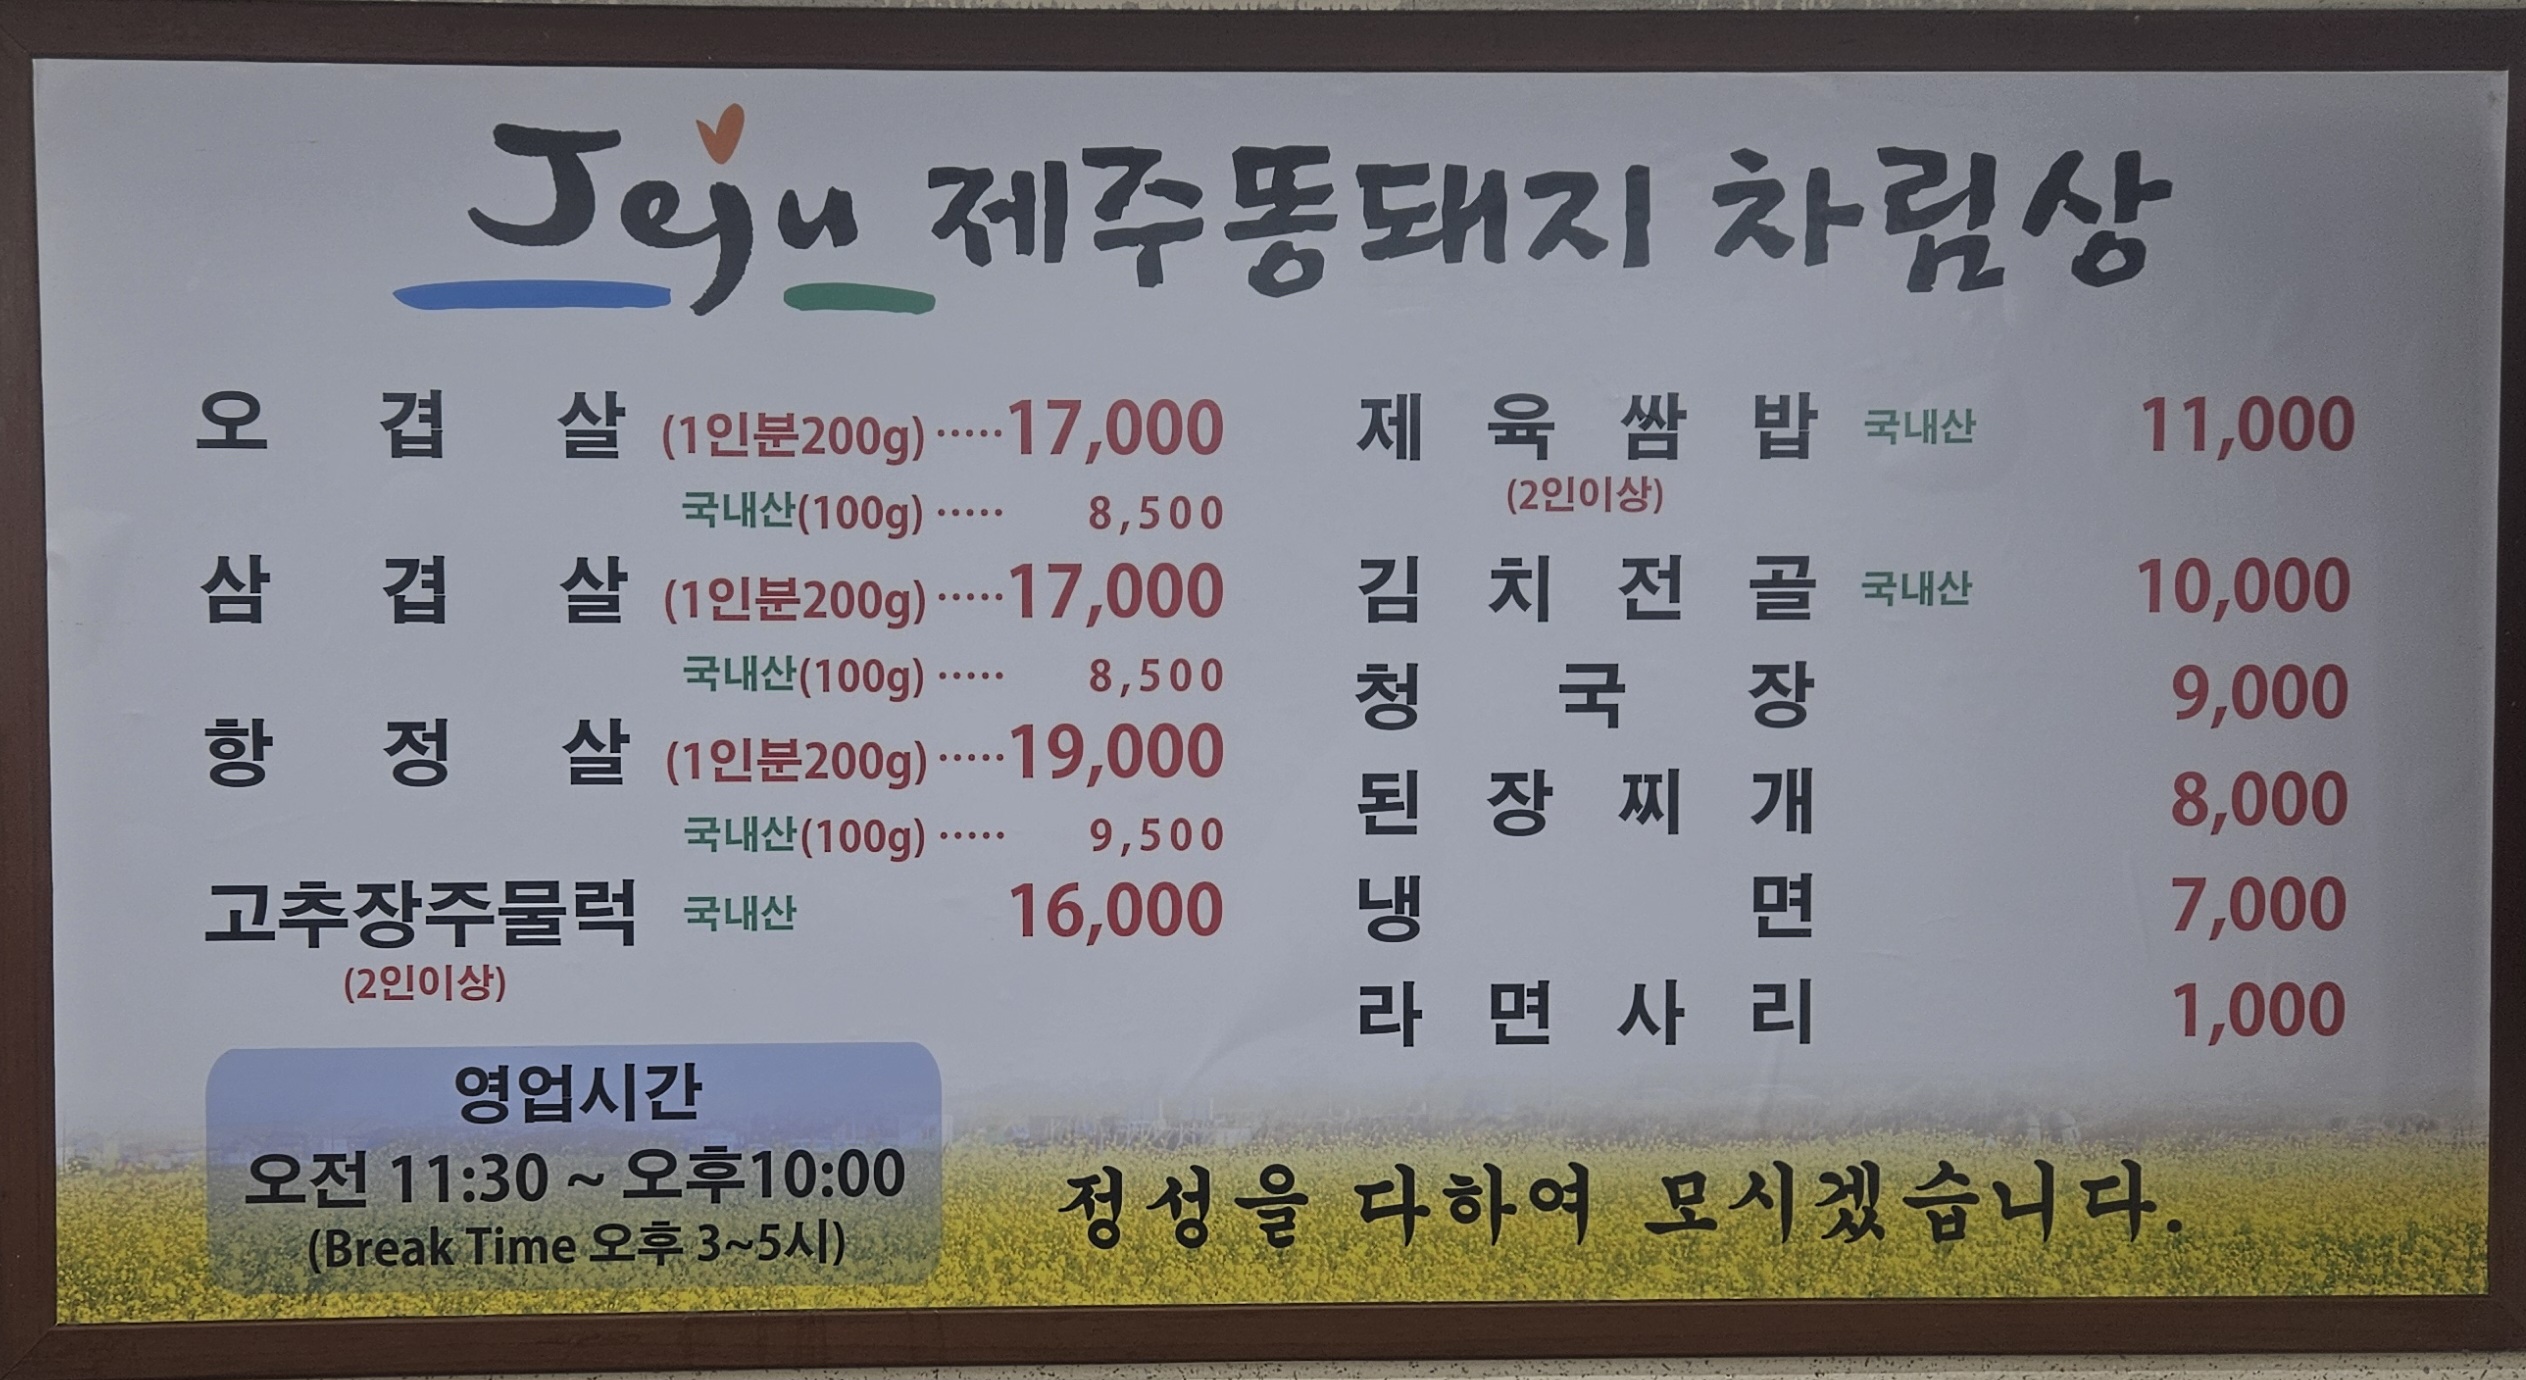 Jeju 제주똥돼지 차림상
오겹살 (1인분200g) ····· 17,000
국내산(100g) ····· 8,500
삼겹살 (1인분200g) ····· 17,000
국내산(100g) ····· 8,500
항정살 (1인분200g) ····· 19,000
국내산(100g) ····· 9,500
고추장주물럭 국내산 16,000
(2인이상)
제육쌈밥 국내산 11,000
(2인이상)
김치전골 국내산 10,000
청국장 9,000
된장찌개 8,000
냉면 7,000
라면사리 1,000
영업시간
오전 11:30 ~ 오후10:00
(Break Time 오후 3~5시)
정성을 다하여 모시겠습니다.